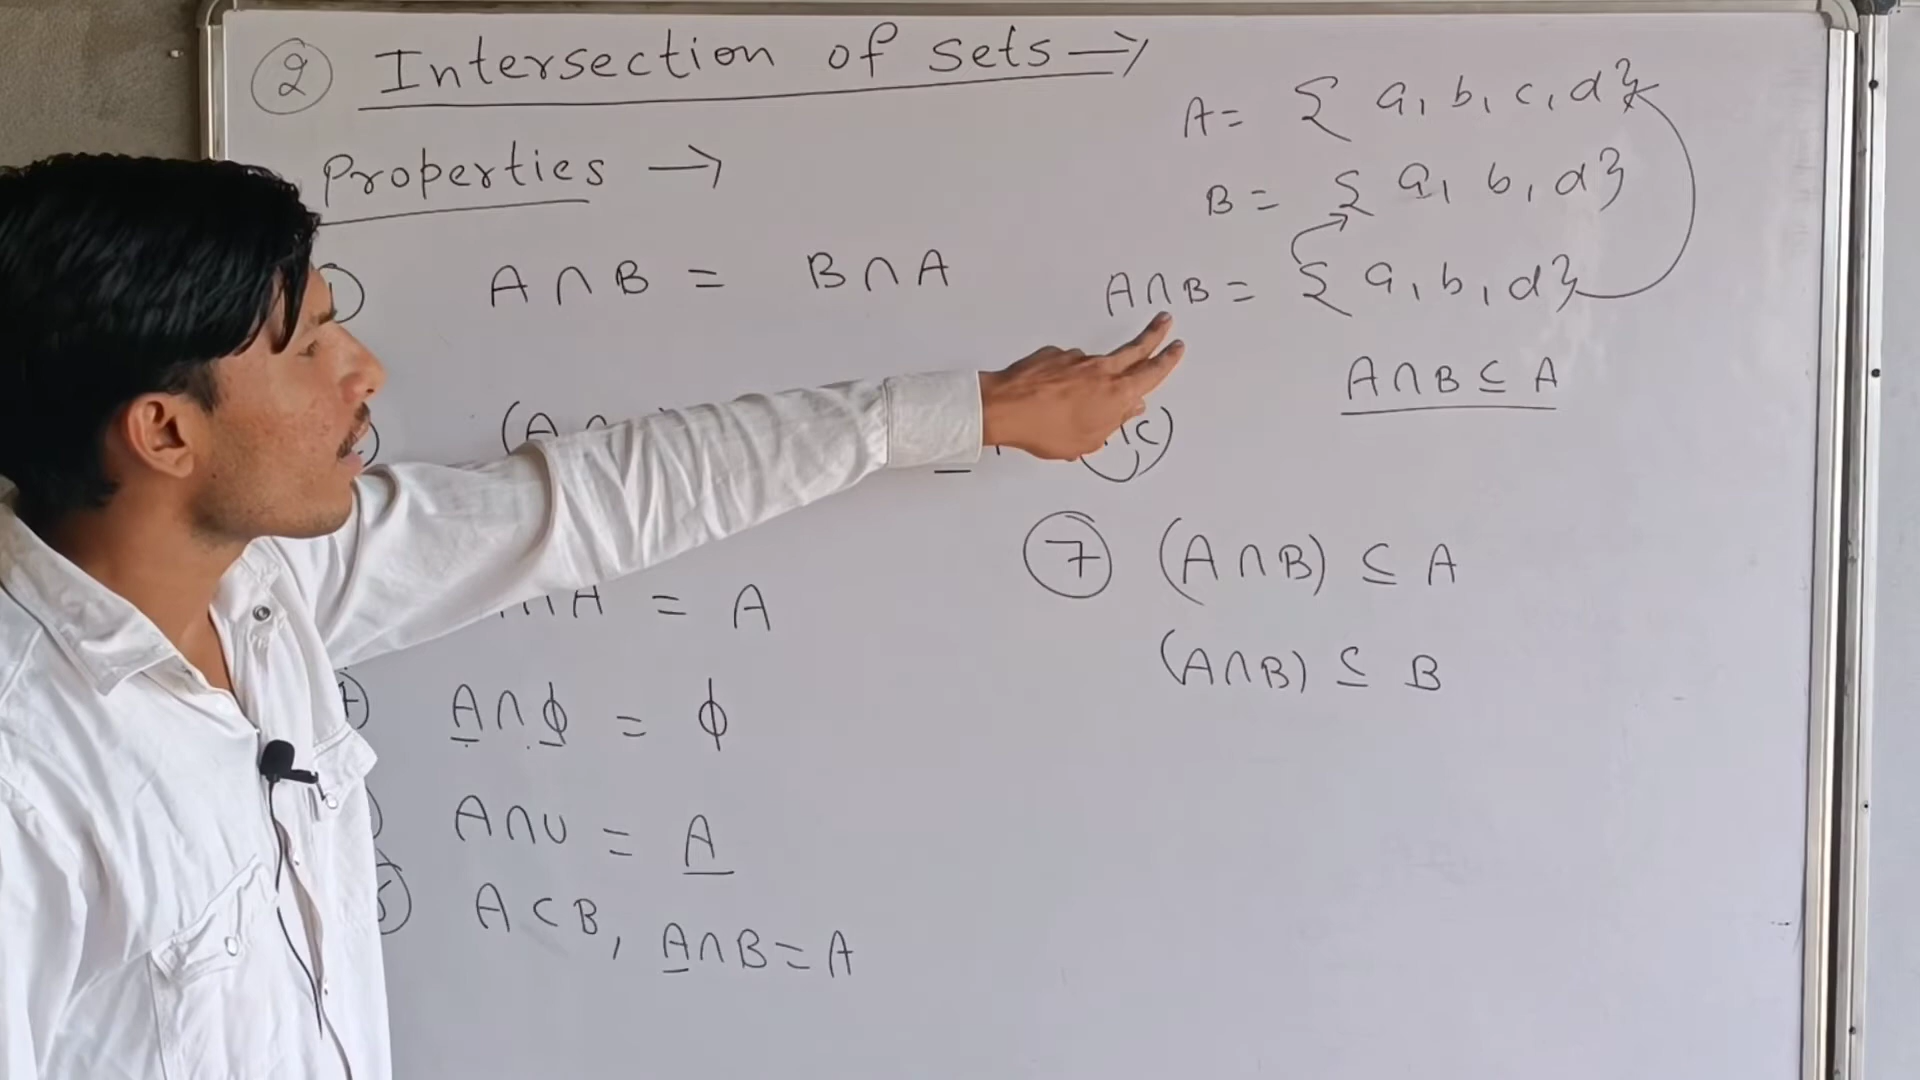 ② Intersection of sets →
Properties →
A = { a, b, c, d }
B = { a, b, d }
A∩B = { a, b, d }
A∩B ⊆ A
A∩B = B∩A
(A∩
∩C)
∩A = A
A∩ϕ = ϕ
A∩U = A
A⊂B, A∩B = A
⑦ (A∩B) ⊆ A
(A∩B) ⊆ B